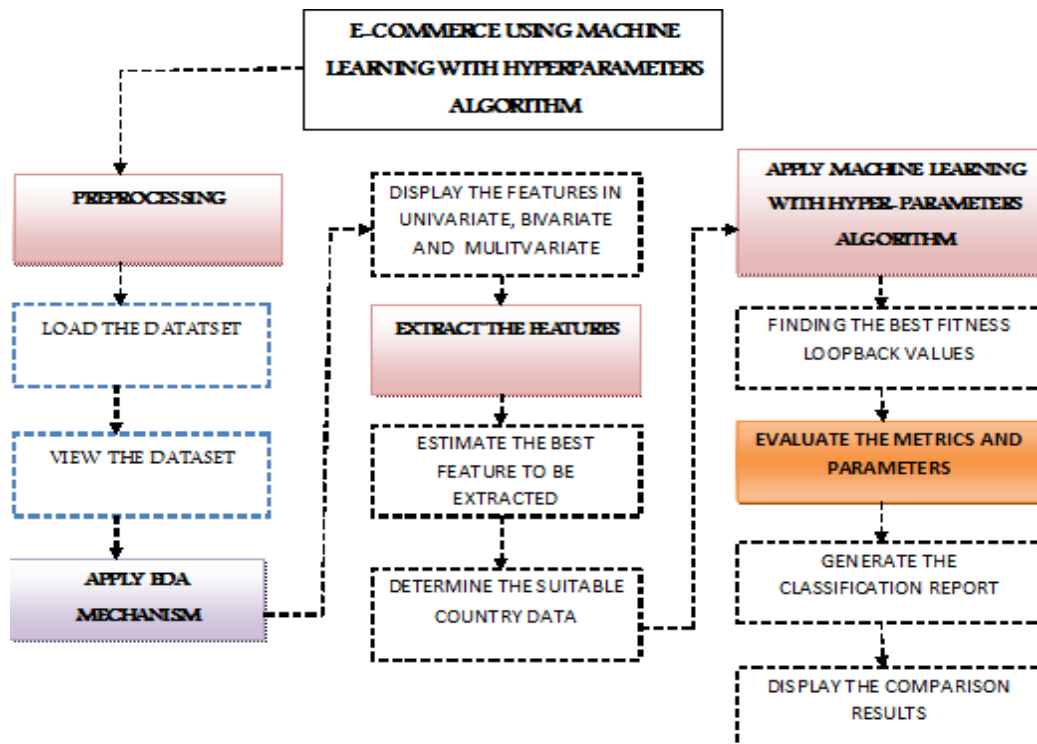 E-COMMERCE USING MACHINE
LEARNING WITH HYPERPARAMETERS
ALGORITHM
PREPROCESSING
LOAD THE DATATSET
VIEW THE DATASET
APPLY EDA
MECHANISM
DISPLAY THE FEATURES IN
UNIVARIATE, BIVARIATE
AND MULITVARIATE
EXTRACT THE FEATURES
ESTIMATE THE BEST
FEATURE TO BE
EXTRACTED
DETERMINE THE SUITABLE
COUNTRY DATA
APPLY MACHINE LEARNING
WITH HYPER-PARAMETERS
ALGORITHM
FINDING THE BEST FITNESS
LOOPBACK VALUES
EVALUATE THE METRICS AND
PARAMETERS
GENERATE THE
CLASSIFICATION REPORT
DISPLAY THE COMPARISON
RESULTS